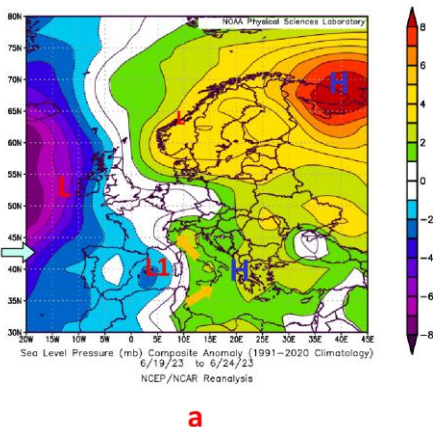 NOAA Physical Sciences Laboratory
80N
75N
70N
65N
60N
55N
50N
45N
40N
35N
30N
H
L
L
L1
H
20W 15W 10W 5W 0 5E 10E 15E 20E 25E 30E 35E 40E 45E
8
6
4
2
0
-2
-4
-6
-8
Sea Level Pressure (mb) Composite Anomaly (1991-2020 Climatology)
6/19/23 to 6/24/23
NCEP/NCAR Reanalysis
a